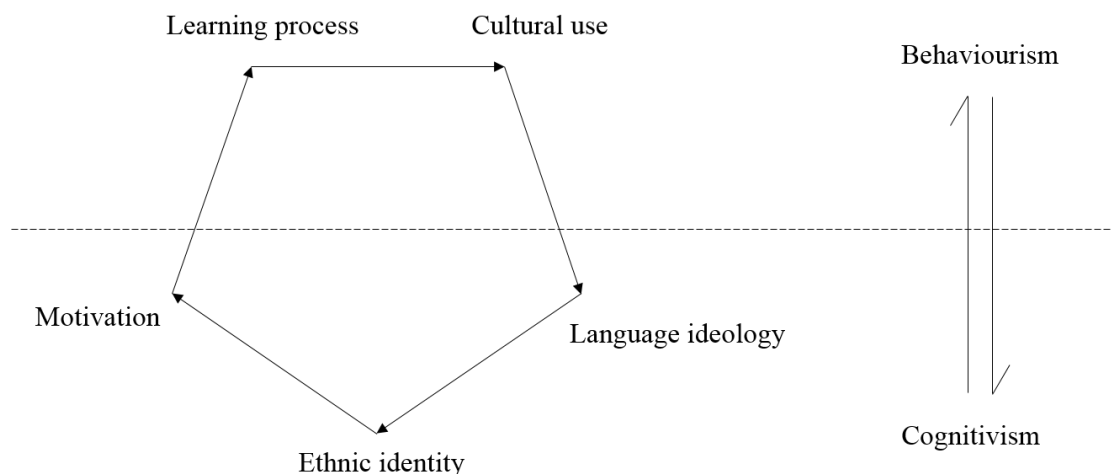 Learning process
Cultural use
Behaviourism
Motivation
Language ideology
Ethnic identity
Cognitivism